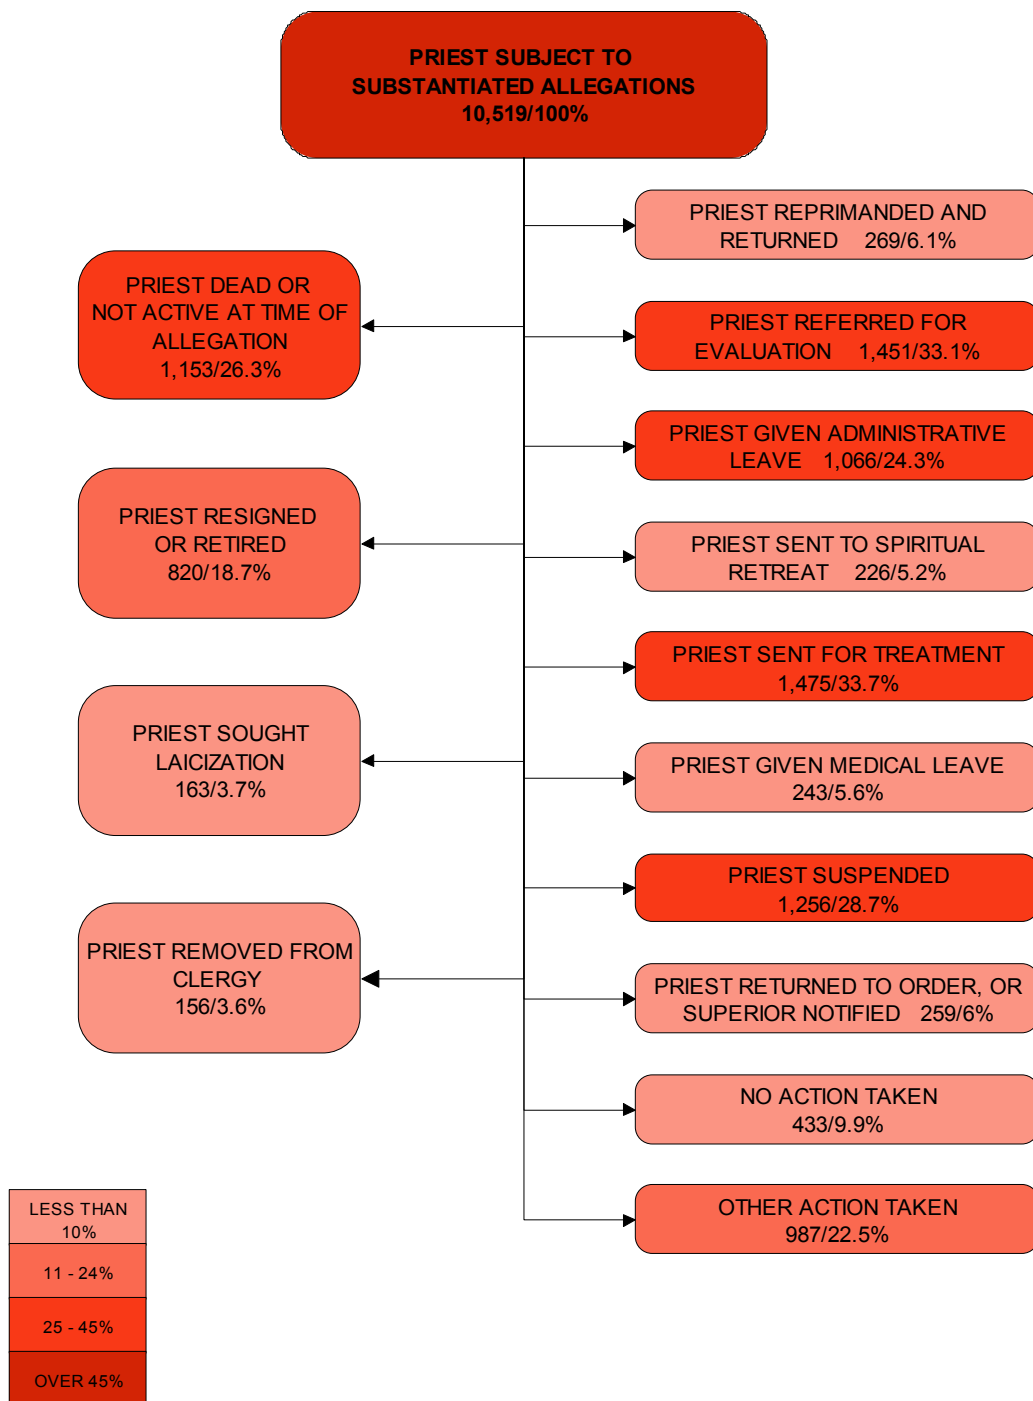 PRIEST SUBJECT TO
SUBSTANTIATED ALLEGATIONS
10,519/100%
PRIEST DEAD OR
NOT ACTIVE AT TIME OF
ALLEGATION
1,153/26.3%
PRIEST RESIGNED
OR RETIRED
820/18.7%
PRIEST SOUGHT
LAICIZATION
163/3.7%
PRIEST REMOVED FROM
CLERGY
156/3.6%
PRIEST REPRIMANDED AND
RETURNED 269/6.1%
PRIEST REFERRED FOR
EVALUATION 1,451/33.1%
PRIEST GIVEN ADMINISTRATIVE
LEAVE 1,066/24.3%
PRIEST SENT TO SPIRITUAL
RETREAT 226/5.2%
PRIEST SENT FOR TREATMENT
1,475/33.7%
PRIEST GIVEN MEDICAL LEAVE
243/5.6%
PRIEST SUSPENDED
1,256/28.7%
PRIEST RETURNED TO ORDER, OR
SUPERIOR NOTIFIED 259/6%
NO ACTION TAKEN
433/9.9%
OTHER ACTION TAKEN
987/22.5%
LESS THAN
10%
11 - 24%
25 - 45%
OVER 45%